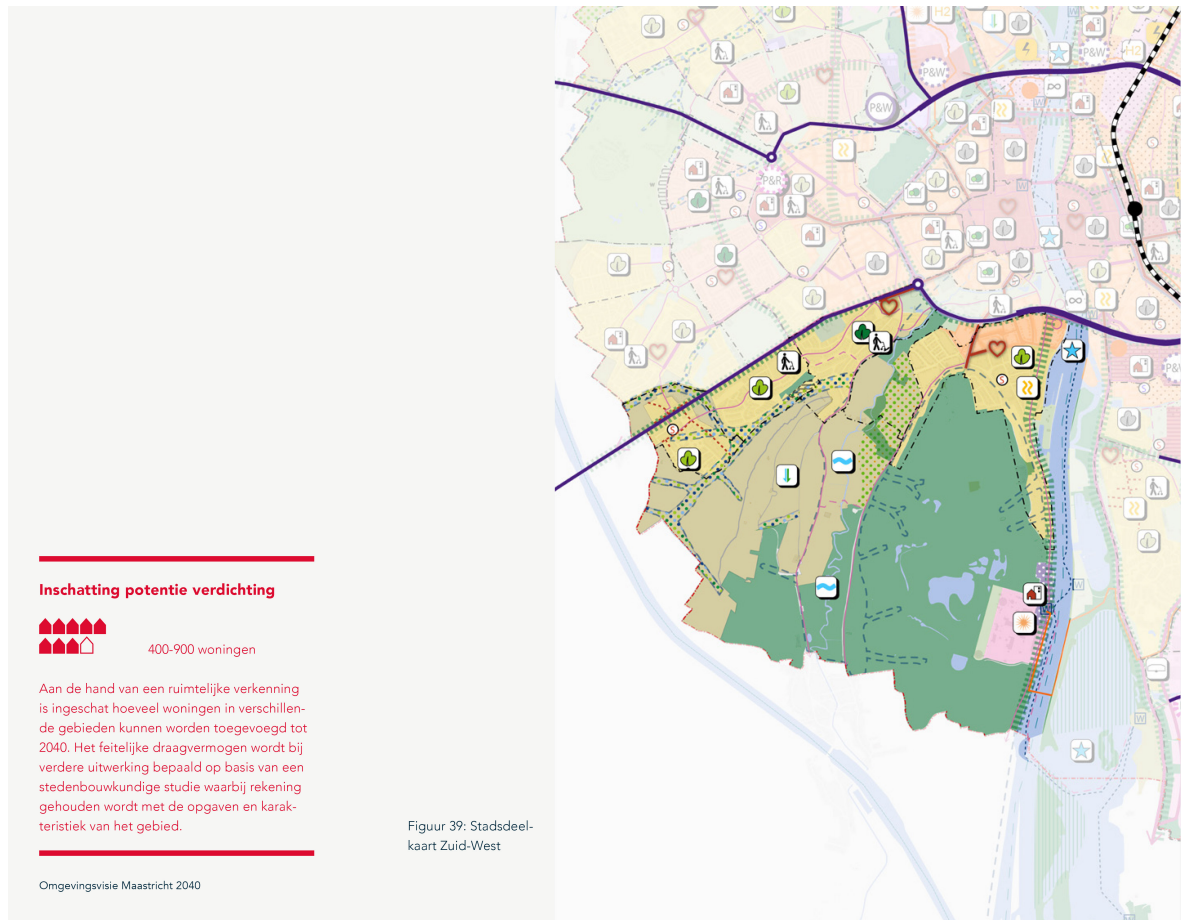 Inschatting potentie verdichting
400-900 woningen
Aan de hand van een ruimtelijke verkenning
is ingeschat hoeveel woningen in verschillen-
de gebieden kunnen worden toegevoegd tot
2040. Het feitelijke draagvermogen wordt bij
verdere uitwerking bepaald op basis van een
stedenbouwkundige studie waarbij rekening
gehouden wordt met de opgaven en karak-
teristiek van het gebied.
Figuur 39: Stadsdeel-
kaart Zuid-West
Omgevingsvisie Maastricht 2040
H2
P&W
P&W
H2
P&W
P&R
W
W
S
S
S
S
S
S
S
W
W
P&W